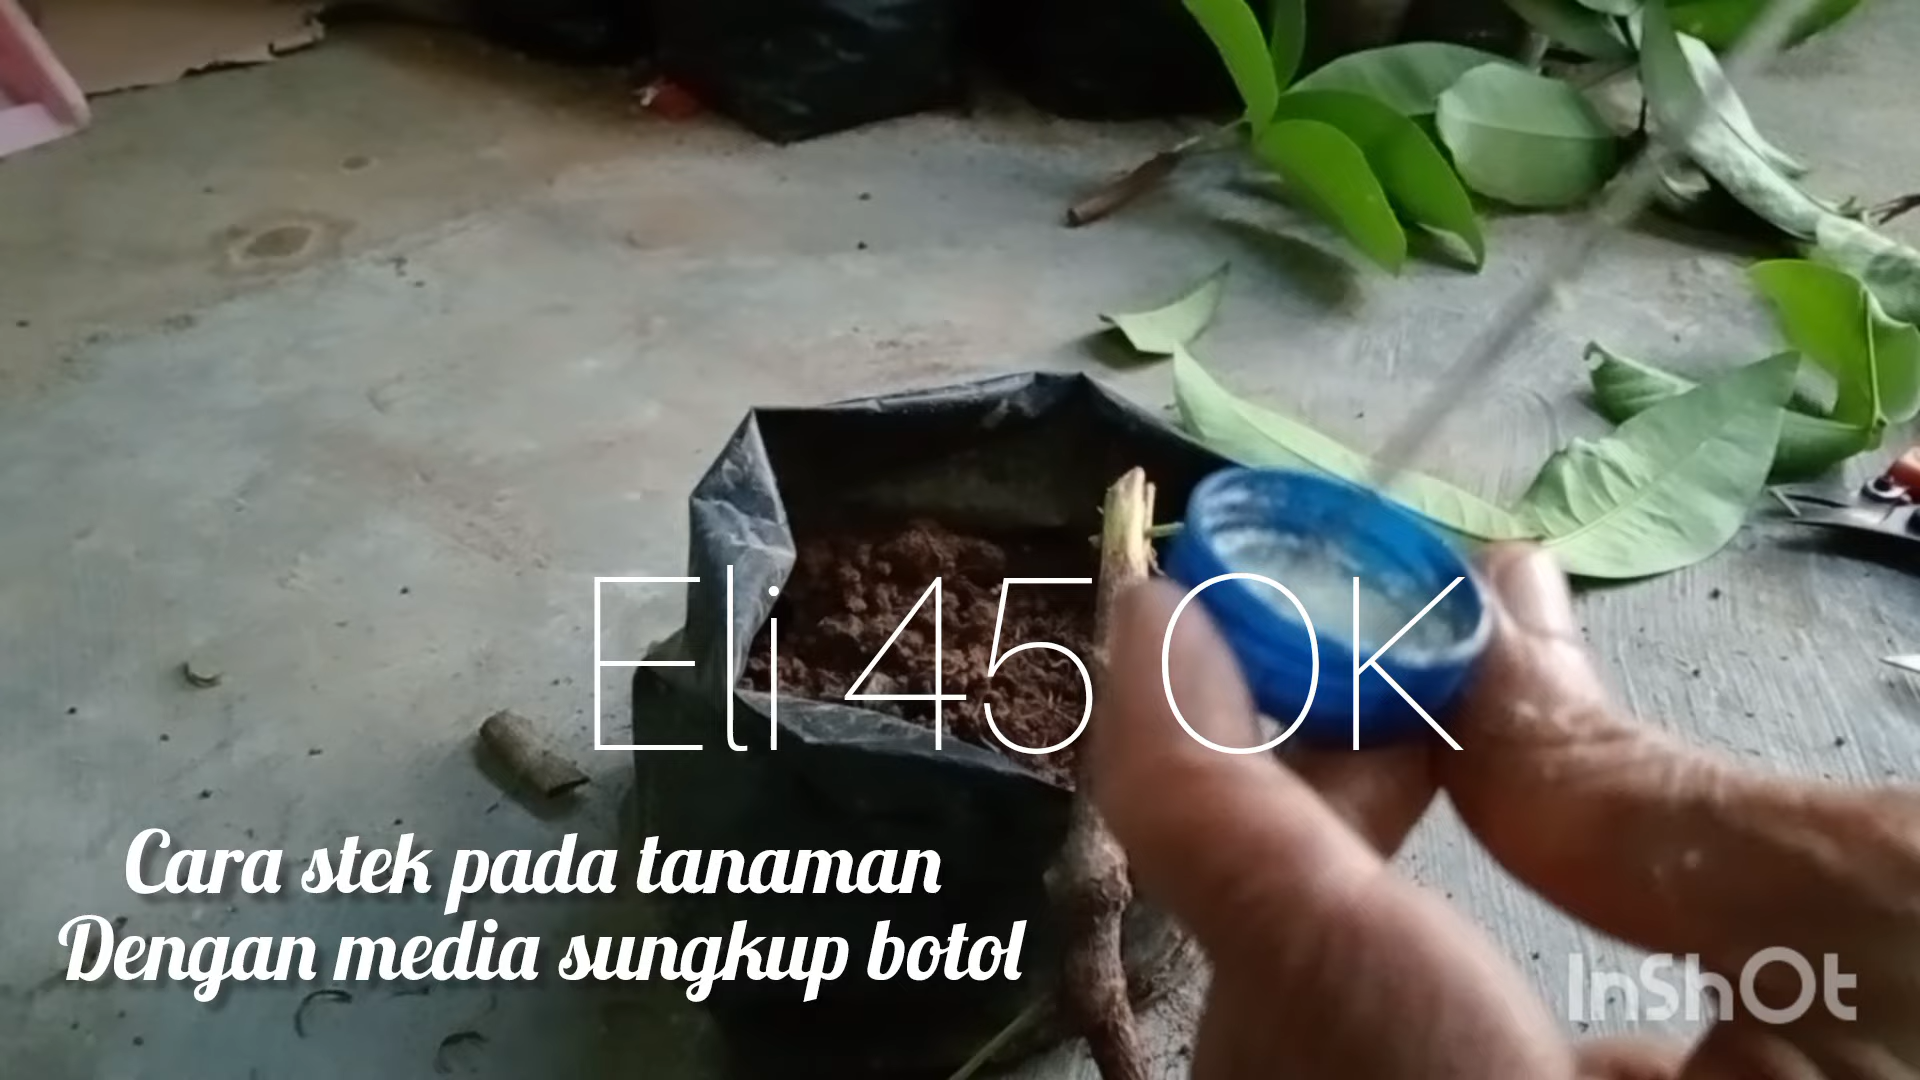 Eli 45 OK
Cara stek pada tanaman
Dengan media sungkup botol
InShOt